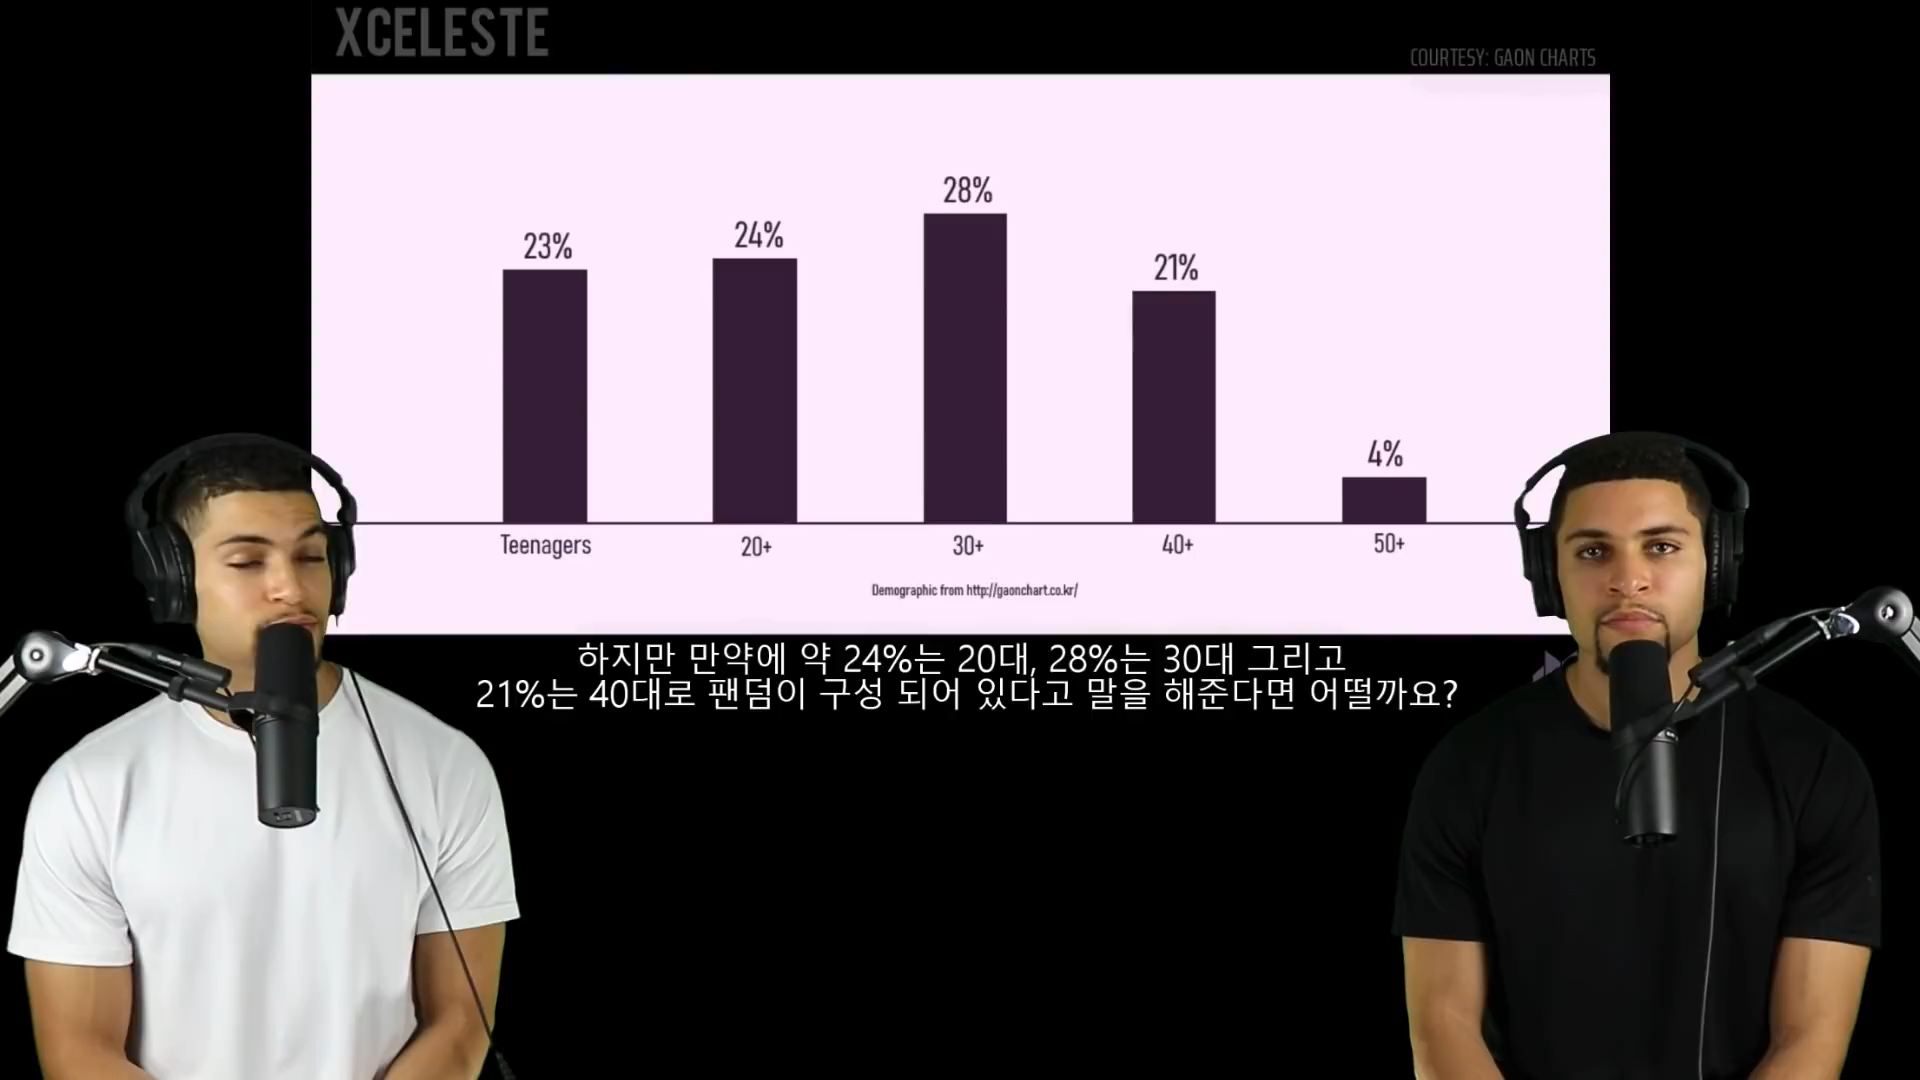 XCELESTE
COURTESY: GAON CHARTS
23%
24%
28%
21%
4%
Teenagers
20+
30+
40+
50+
Demographic from http://gaonchart.co.kr/
하지만 만약에 약 24%는 20대, 28%는 30대 그리고
21%는 40대로 팬덤이 구성 되어 있다고 말을 해준다면 어떨까요?